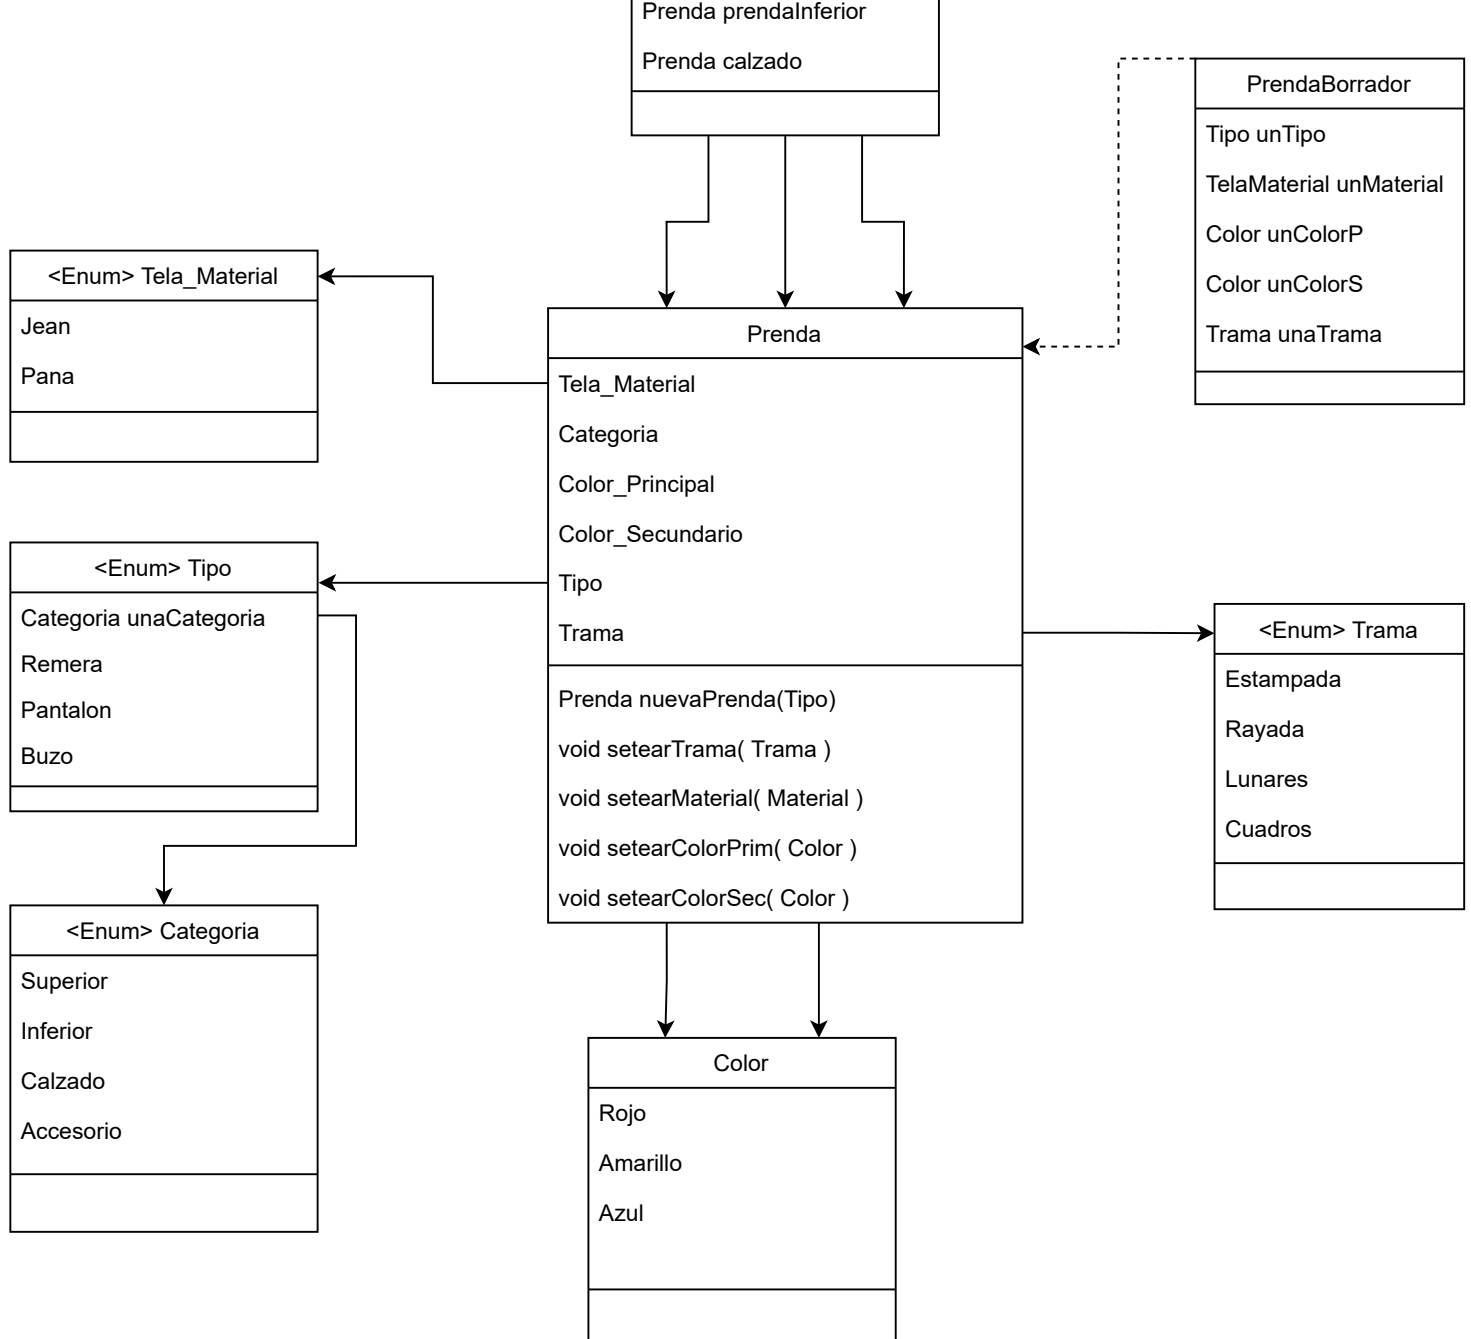 Prenda prendaInferior
Prenda calzado
PrendaBorrador
Tipo unTipo
TelaMaterial unMaterial
Color unColorP
Color unColorS
Trama unaTrama
<Enum> Tela_Material
Jean
Pana
Prenda
Tela_Material
Categoria
Color_Principal
Color_Secundario
Tipo
Trama
Prenda nuevaPrenda(Tipo)
void setearTrama( Trama )
void setearMaterial( Material )
void setearColorPrim( Color )
void setearColorSec( Color )
<Enum> Tipo
Categoria unaCategoria
Remera
Pantalon
Buzo
<Enum> Trama
Estampada
Rayada
Lunares
Cuadros
<Enum> Categoria
Superior
Inferior
Calzado
Accesorio
Color
Rojo
Amarillo
Azul